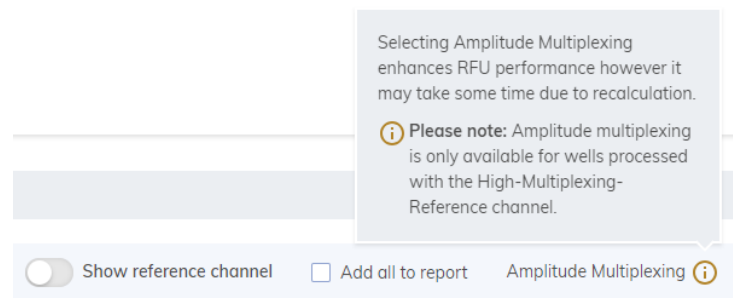 Selecting Amplitude Multiplexing
enhances RFU performance however it
may take some time due to recalculation.
Please note: Amplitude multiplexing
is only available for wells processed
with the High-Multiplexing-
Reference channel.
Show reference channel
Add all to report
Amplitude Multiplexing